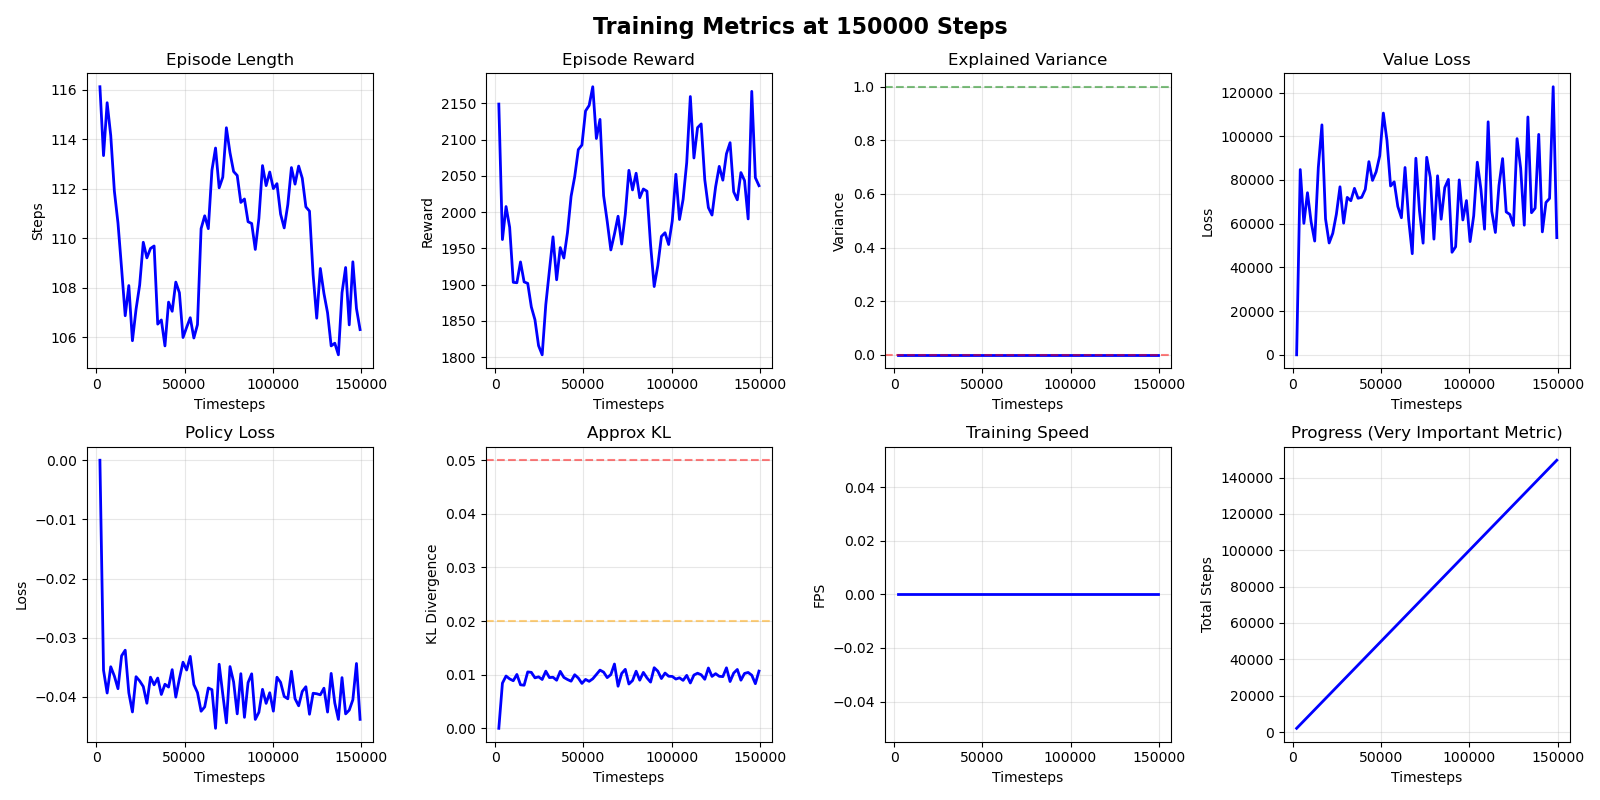 Training Metrics at 150000 Steps
Episode Length
Steps
116
114
112
110
108
106
0 50000 100000 150000
Timesteps
Episode Reward
Reward
2150
2100
2050
2000
1950
1900
1850
1800
0 50000 100000 150000
Timesteps
Explained Variance
Variance
1.0
0.8
0.6
0.4
0.2
0.0
0 50000 100000 150000
Timesteps
Value Loss
Loss
120000
100000
80000
60000
40000
20000
0
0 50000 100000 150000
Timesteps
Policy Loss
Loss
0.00
−0.01
−0.02
−0.03
−0.04
0 50000 100000 150000
Timesteps
Approx KL
KL Divergence
0.05
0.04
0.03
0.02
0.01
0.00
0 50000 100000 150000
Timesteps
Training Speed
FPS
0.04
0.02
0.00
−0.02
−0.04
0 50000 100000 150000
Timesteps
Progress (Very Important Metric)
Total Steps
140000
120000
100000
80000
60000
40000
20000
0
0 50000 100000 150000
Timesteps